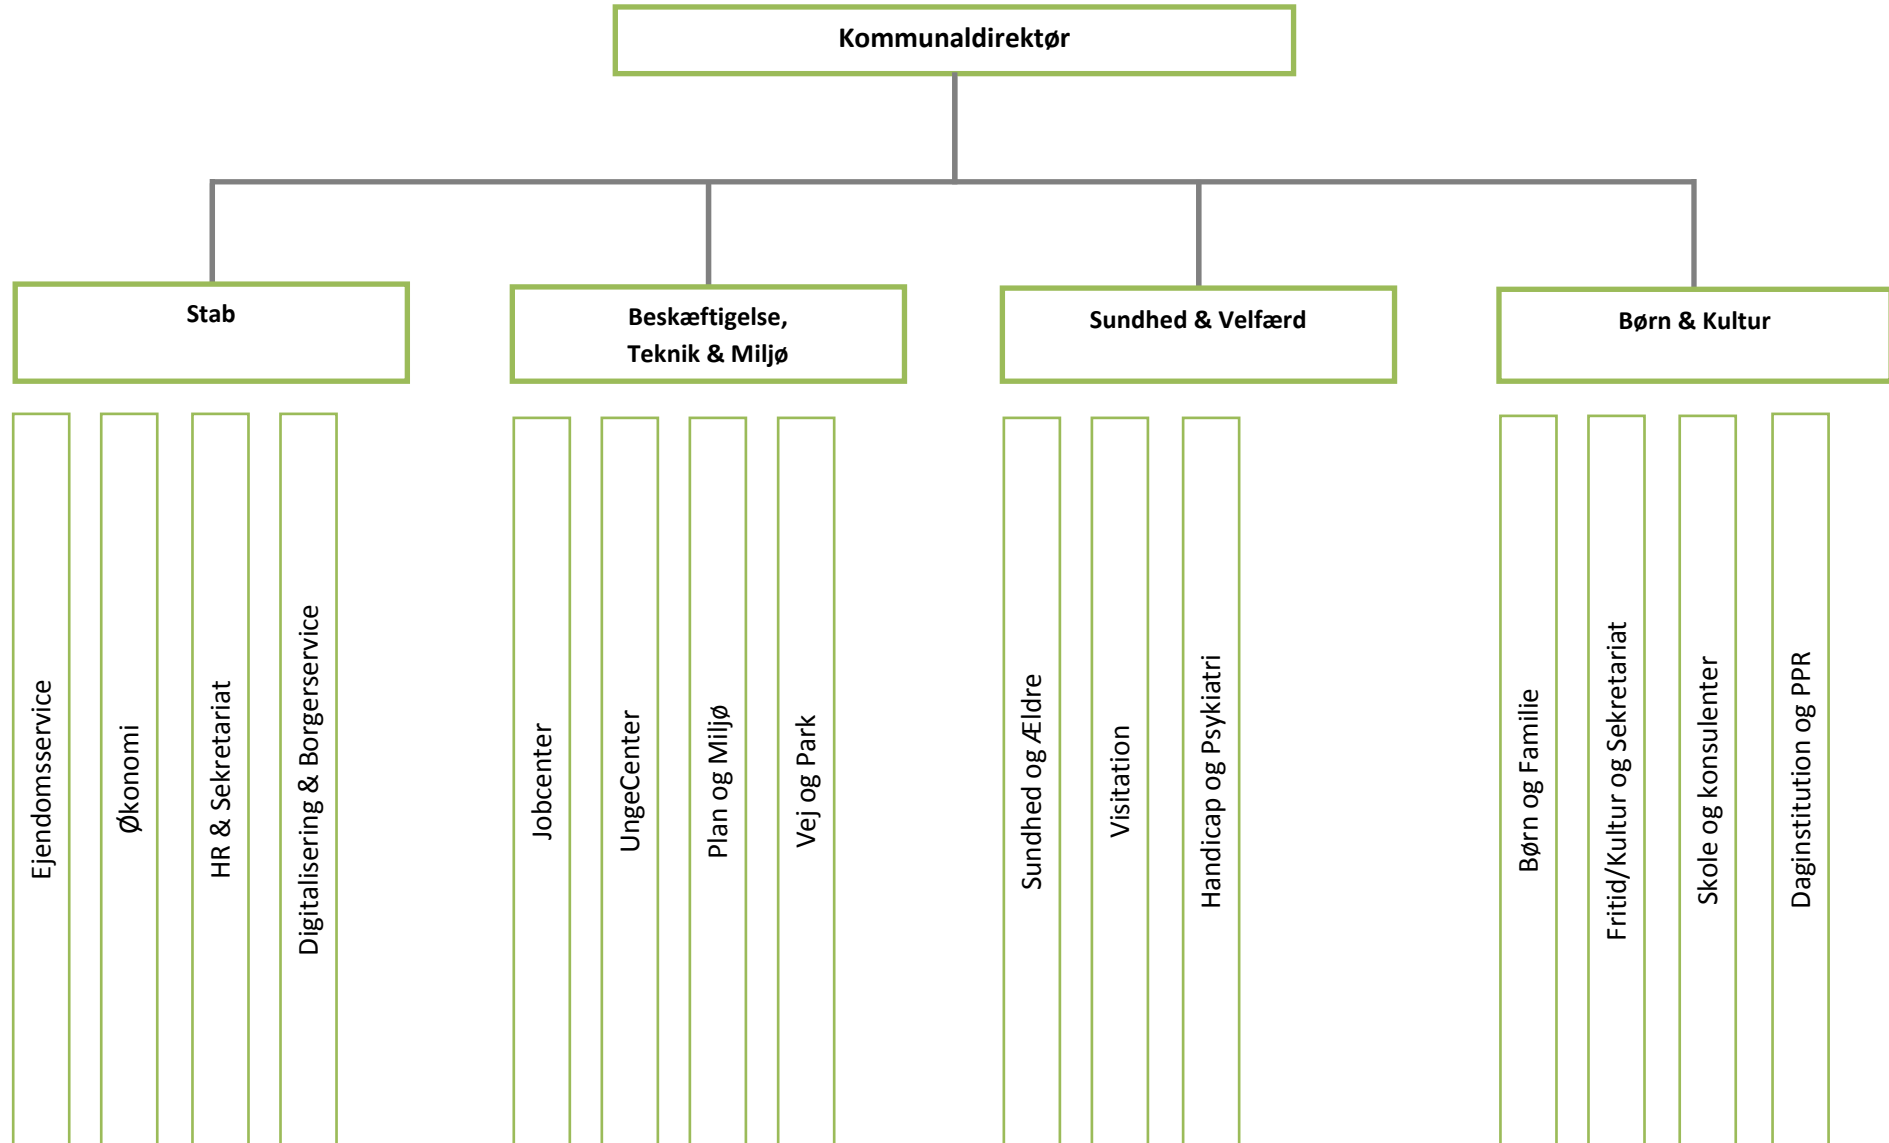 Kommunaldirektør
Stab
Beskæftigelse,
Teknik & Miljø
Sundhed & Velfærd
Børn & Kultur
Ejendomsservice
Økonomi
HR & Sekretariat
Digitalisering & Borgerservice
Jobcenter
UngeCenter
Plan og Miljø
Vej og Park
Sundhed og Ældre
Visitation
Handicap og Psykiatri
Børn og Familie
Fritid/Kultur og Sekretariat
Skole og konsulenter
Daginstitution og PPR